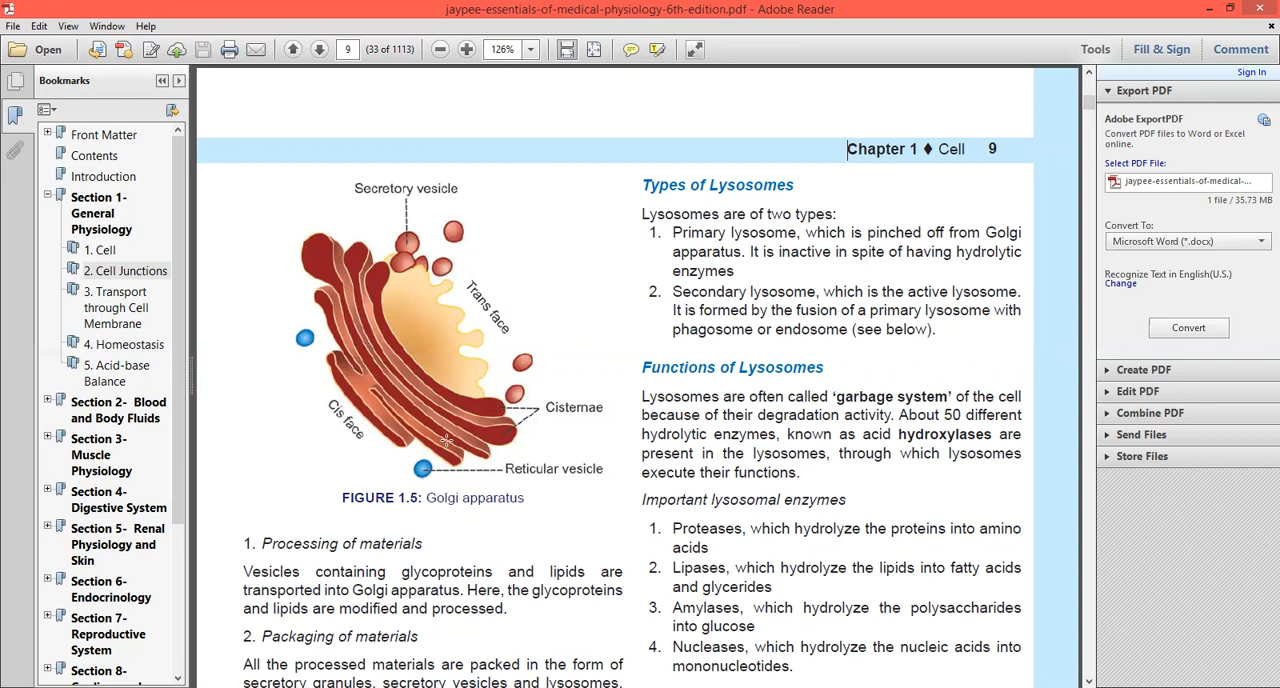 jaypee-essentials-of-medical-physiology-6th-edition.pdf - Adobe Reader
File Edit View Window Help
Open 9 (33 of 1113) 126% Tools Fill & Sign Comment
Bookmarks
Front Matter
Contents
Introduction
Section 1-
General
Physiology
1. Cell
2. Cell Junctions
3. Transport
through Cell
Membrane
4. Homeostasis
5. Acid-base
Balance
Section 2- Blood
and Body Fluids
Section 3-
Muscle
Physiology
Section 4-
Digestive System
Section 5- Renal
Physiology and
Skin
Section 6-
Endocrinology
Section 7-
Reproductive
System
Section 8-
Chapter 1 ♦ Cell 9
Secretory vesicle
Trans face
Cisternae
Cis face
Reticular vesicle
FIGURE 1.5: Golgi apparatus
1. Processing of materials
Vesicles containing glycoproteins and lipids are
transported into Golgi apparatus. Here, the glycoproteins
and lipids are modified and processed.
2. Packaging of materials
All the processed materials are packed in the form of
secretory granules, secretory vesicles and lysosomes,
Types of Lysosomes
Lysosomes are of two types:
1. Primary lysosome, which is pinched off from Golgi
apparatus. It is inactive in spite of having hydrolytic
enzymes
2. Secondary lysosome, which is the active lysosome.
It is formed by the fusion of a primary lysosome with
phagosome or endosome (see below).
Functions of Lysosomes
Lysosomes are often called ‘garbage system’ of the cell
because of their degradation activity. About 50 different
hydrolytic enzymes, known as acid hydroxylases are
present in the lysosomes, through which lysosomes
execute their functions.
Important lysosomal enzymes
1. Proteases, which hydrolyze the proteins into amino
acids
2. Lipases, which hydrolyze the lipids into fatty acids
and glycerides
3. Amylases, which hydrolyze the polysaccharides
into glucose
4. Nucleases, which hydrolyze the nucleic acids into
mononucleotides.
Sign In
Export PDF
Adobe ExportPDF
Convert PDF files to Word or Excel
online.
Select PDF File:
jaypee-essentials-of-medical-...
1 file / 35.73 MB
Convert To:
Microsoft Word (*.docx)
Recognize Text in English(U.S.)
Change
Convert
Create PDF
Edit PDF
Combine PDF
Send Files
Store Files